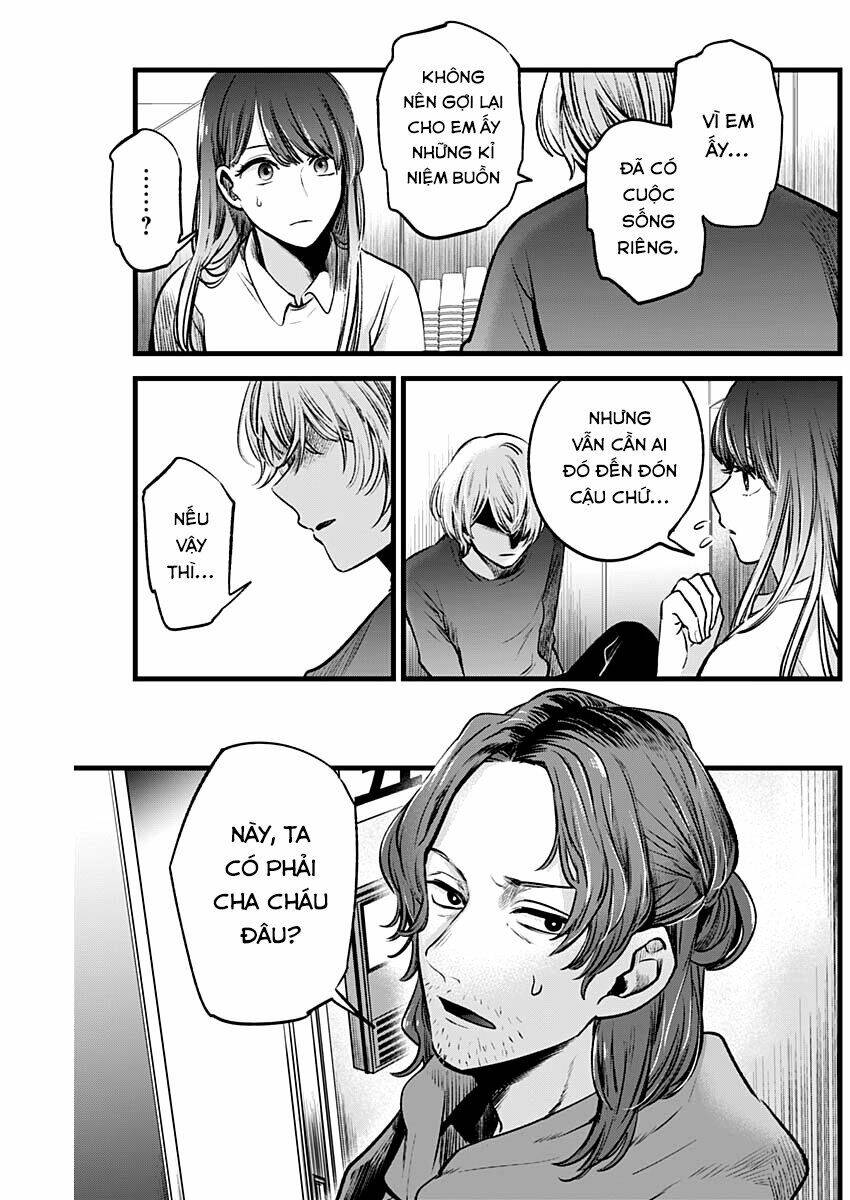 VÌ EM
ẤY...
ĐÃ CÓ
CUỘC
SỐNG
RIÊNG.
KHÔNG
NÊN GỢI LẠI
CHO EM ẤY
NHỮNG KỈ
NIỆM BUỒN
......?
NHƯNG
VẪN CẦN AI
ĐÓ ĐẾN ĐÓN
CẬU CHỨ...
NẾU
VẬY
THÌ...
NÀY, TA
CÓ PHẢI
CHA CHÁU
ĐÂU?